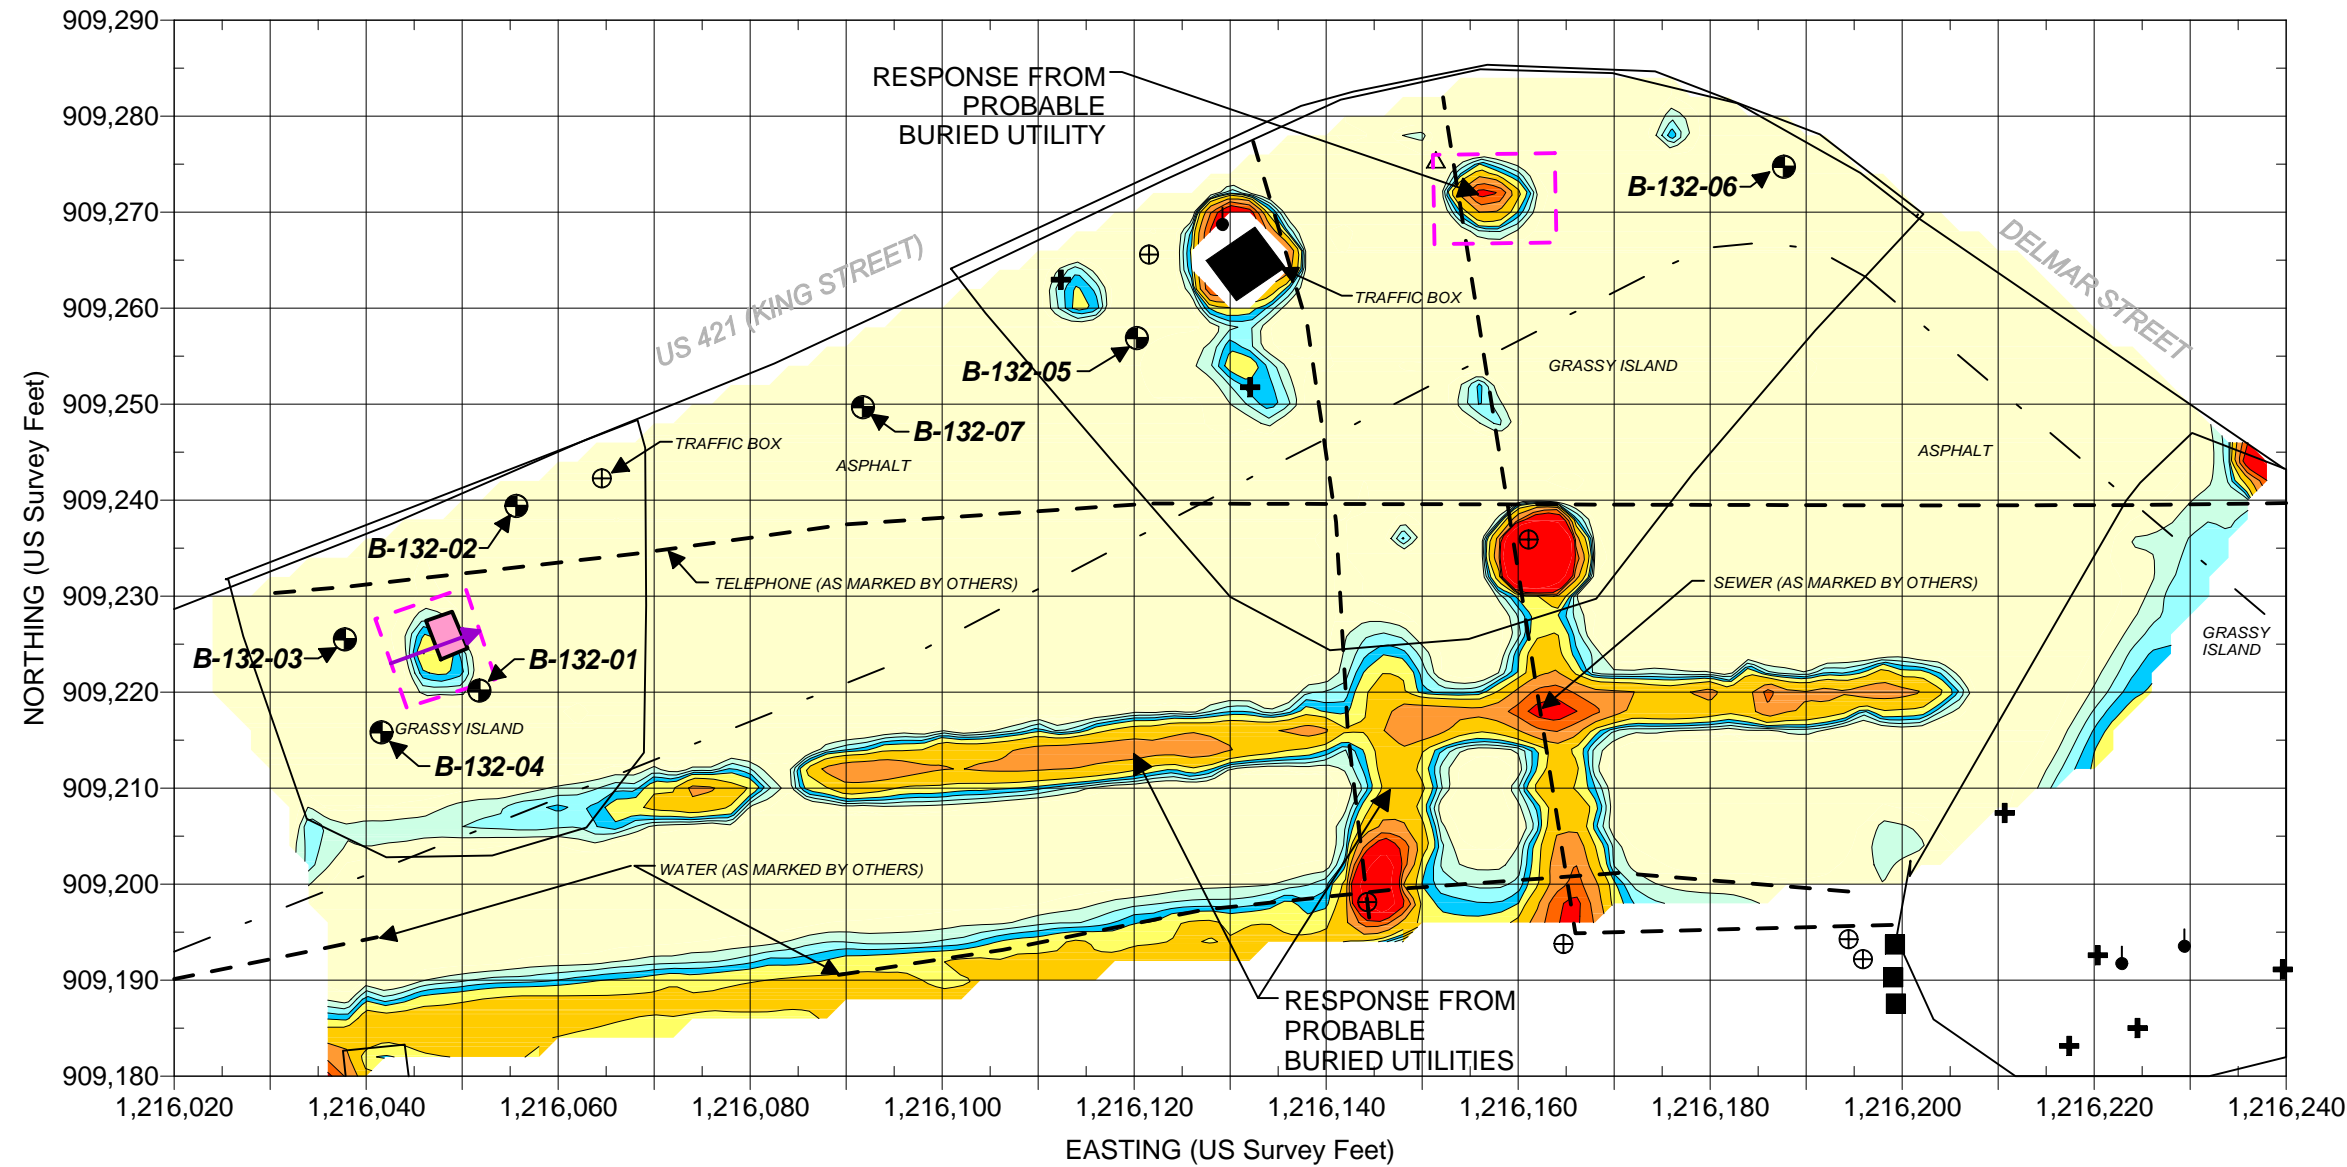 909,290
909,280
909,270
909,260
909,250
909,240
909,230
909,220
909,210
909,200
909,190
909,180
NORTHING (US Survey Feet)
RESPONSE FROM
PROBABLE
BURIED UTILITY
B-132-06
DELMAR STREET
US 421 (KING STREET)
TRAFFIC BOX
B-132-05
GRASSY ISLAND
B-132-07
TRAFFIC BOX
ASPHALT
ASPHALT
B-132-02
TELEPHONE (AS MARKED BY OTHERS)
SEWER (AS MARKED BY OTHERS)
B-132-03
B-132-01
GRASSY
ISLAND
GRASSY ISLAND
B-132-04
WATER (AS MARKED BY OTHERS)
RESPONSE FROM
PROBABLE
BURIED UTILITIES
1,216,020
1,216,040
1,216,060
1,216,080
1,216,100
1,216,120
1,216,140
1,216,160
1,216,180
1,216,200
1,216,220
1,216,240
EASTING (US Survey Feet)